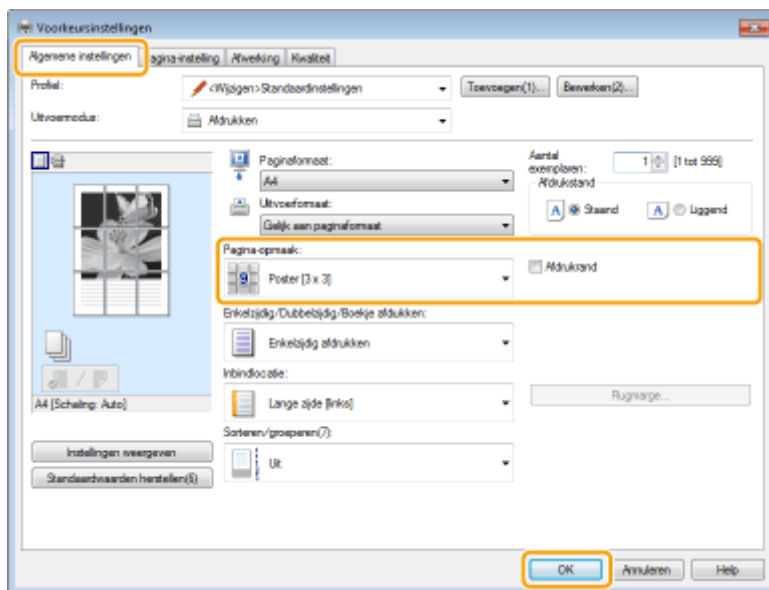 Voorkeursinstellingen
Algemene instellingen Pagina-instelling Afwerking Kwaliteit
Profiel: <Wijzigen>Standaardinstellingen Toevoegen(1)... Bewerken(2)...
Uitvoermodus: Afdrukken
Paginaformaat:
A4
Uitvoerformaat:
Gelijk aan paginaformaat
Aantal
exemplaren: 1 [1 tot 999]
Afdrukstand
A Staand A Liggend
Pagina-opmaak:
9 Poster [3 x 3]
Afdrukrand
Enkelzijdig/Dubbelzijdig/Boekje afdrukken:
Enkelzijdig afdrukken
Inbindlocatie:
Lange zijde [links]
Rugmarge...
A4 [Schaling: Auto]
Sorteren/groeperen(7):
Uit
Instellingen weergeven
Standaardwaarden herstellen(6)
OK Annuleren Help